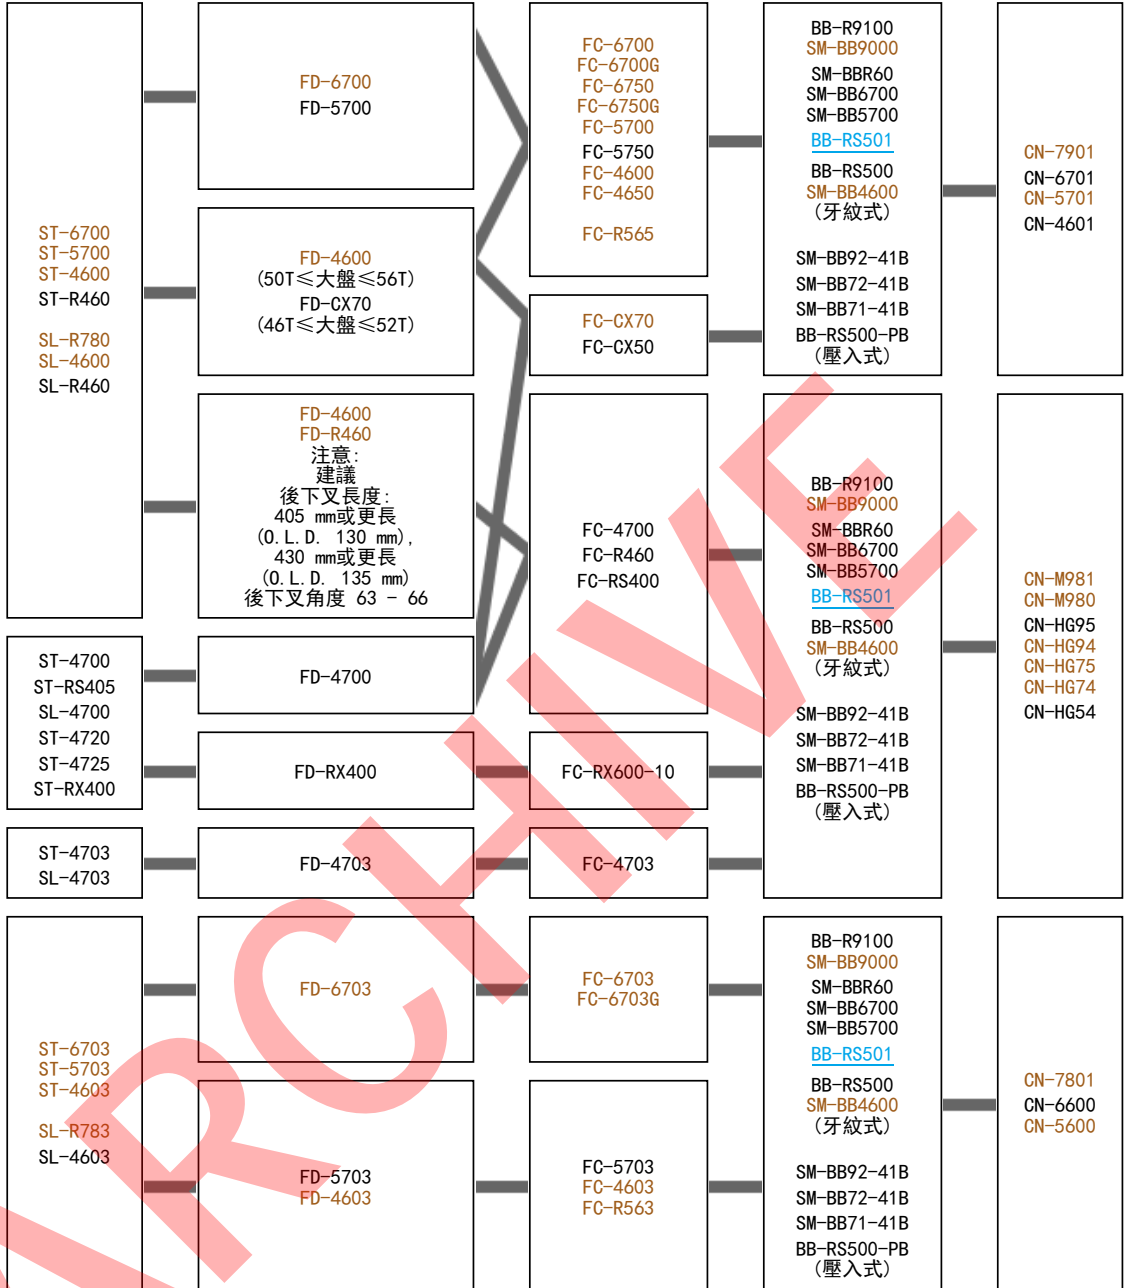 ST-6700
ST-5700
ST-4600
ST-R460
SL-R780
SL-4600
SL-R460
FD-6700
FD-5700
FD-4600
(50T≤大盤≤56T)
FD-CX70
(46T≤大盤≤52T)
FD-4600
FD-R460
注意:
建議
後下叉長度:
405 mm或更長
(O.L.D. 130 mm),
430 mm或更長
(O.L.D. 135 mm)
後下叉角度 63 - 66
FC-6700
FC-6700G
FC-6750
FC-6750G
FC-5700
FC-5750
FC-4600
FC-4650
FC-R565
FC-CX70
FC-CX50
BB-R9100
SM-BB9000
SM-BBR60
SM-BB6700
SM-BB5700
BB-RS501
BB-RS500
SM-BB4600
(牙紋式)
SM-BB92-41B
SM-BB72-41B
SM-BB71-41B
BB-RS500-PB
(壓入式)
CN-7901
CN-6701
CN-5701
CN-4601
ST-4700
ST-RS405
SL-4700
ST-4720
ST-4725
ST-RX400
FD-4700
FD-RX400
FC-4700
FC-R460
FC-RS400
FC-RX600-10
ST-4703
SL-4703
FD-4703
FC-4703
BB-R9100
SM-BB9000
SM-BBR60
SM-BB6700
SM-BB5700
BB-RS501
BB-RS500
SM-BB4600
(牙紋式)
SM-BB92-41B
SM-BB72-41B
SM-BB71-41B
BB-RS500-PB
(壓入式)
CN-M981
CN-M980
CN-HG95
CN-HG94
CN-HG75
CN-HG74
CN-HG54
ST-6703
ST-5703
ST-4603
SL-R783
SL-4603
FD-6703
FD-5703
FD-4603
FC-6703
FC-6703G
FC-5703
FC-4603
FC-R563
BB-R9100
SM-BB9000
SM-BBR60
SM-BB6700
SM-BB5700
BB-RS501
BB-RS500
SM-BB4600
(牙紋式)
SM-BB92-41B
SM-BB72-41B
SM-BB71-41B
BB-RS500-PB
(壓入式)
CN-7801
CN-6600
CN-5600
ARCHIVE